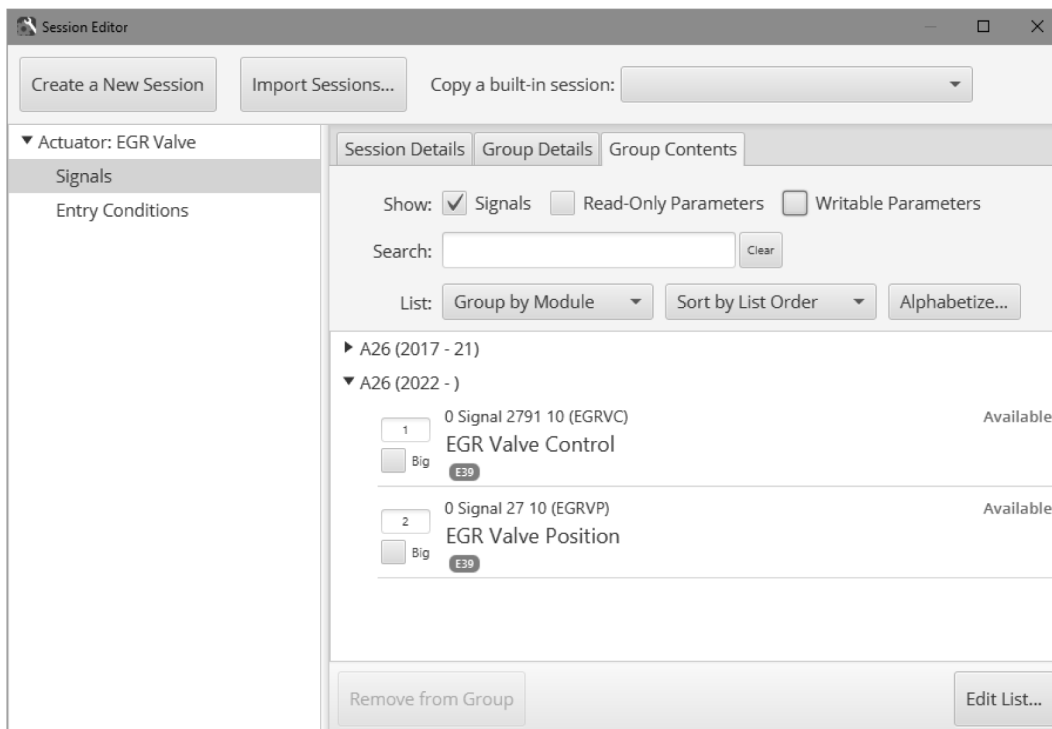 Session Editor
Create a New Session Import Sessions... Copy a built-in session:
Actuator: EGR Valve
Signals
Entry Conditions
Session Details Group Details Group Contents
Show: Signals Read-Only Parameters Writable Parameters
Search: Clear
List: Group by Module Sort by List Order Alphabetize...
A26 (2017 - 21)
A26 (2022 - )
0 Signal 2791 10 (EGRVC) Available
1 EGR Valve Control
Big E39
0 Signal 27 10 (EGRVP) Available
2 EGR Valve Position
Big E39
Remove from Group Edit List...